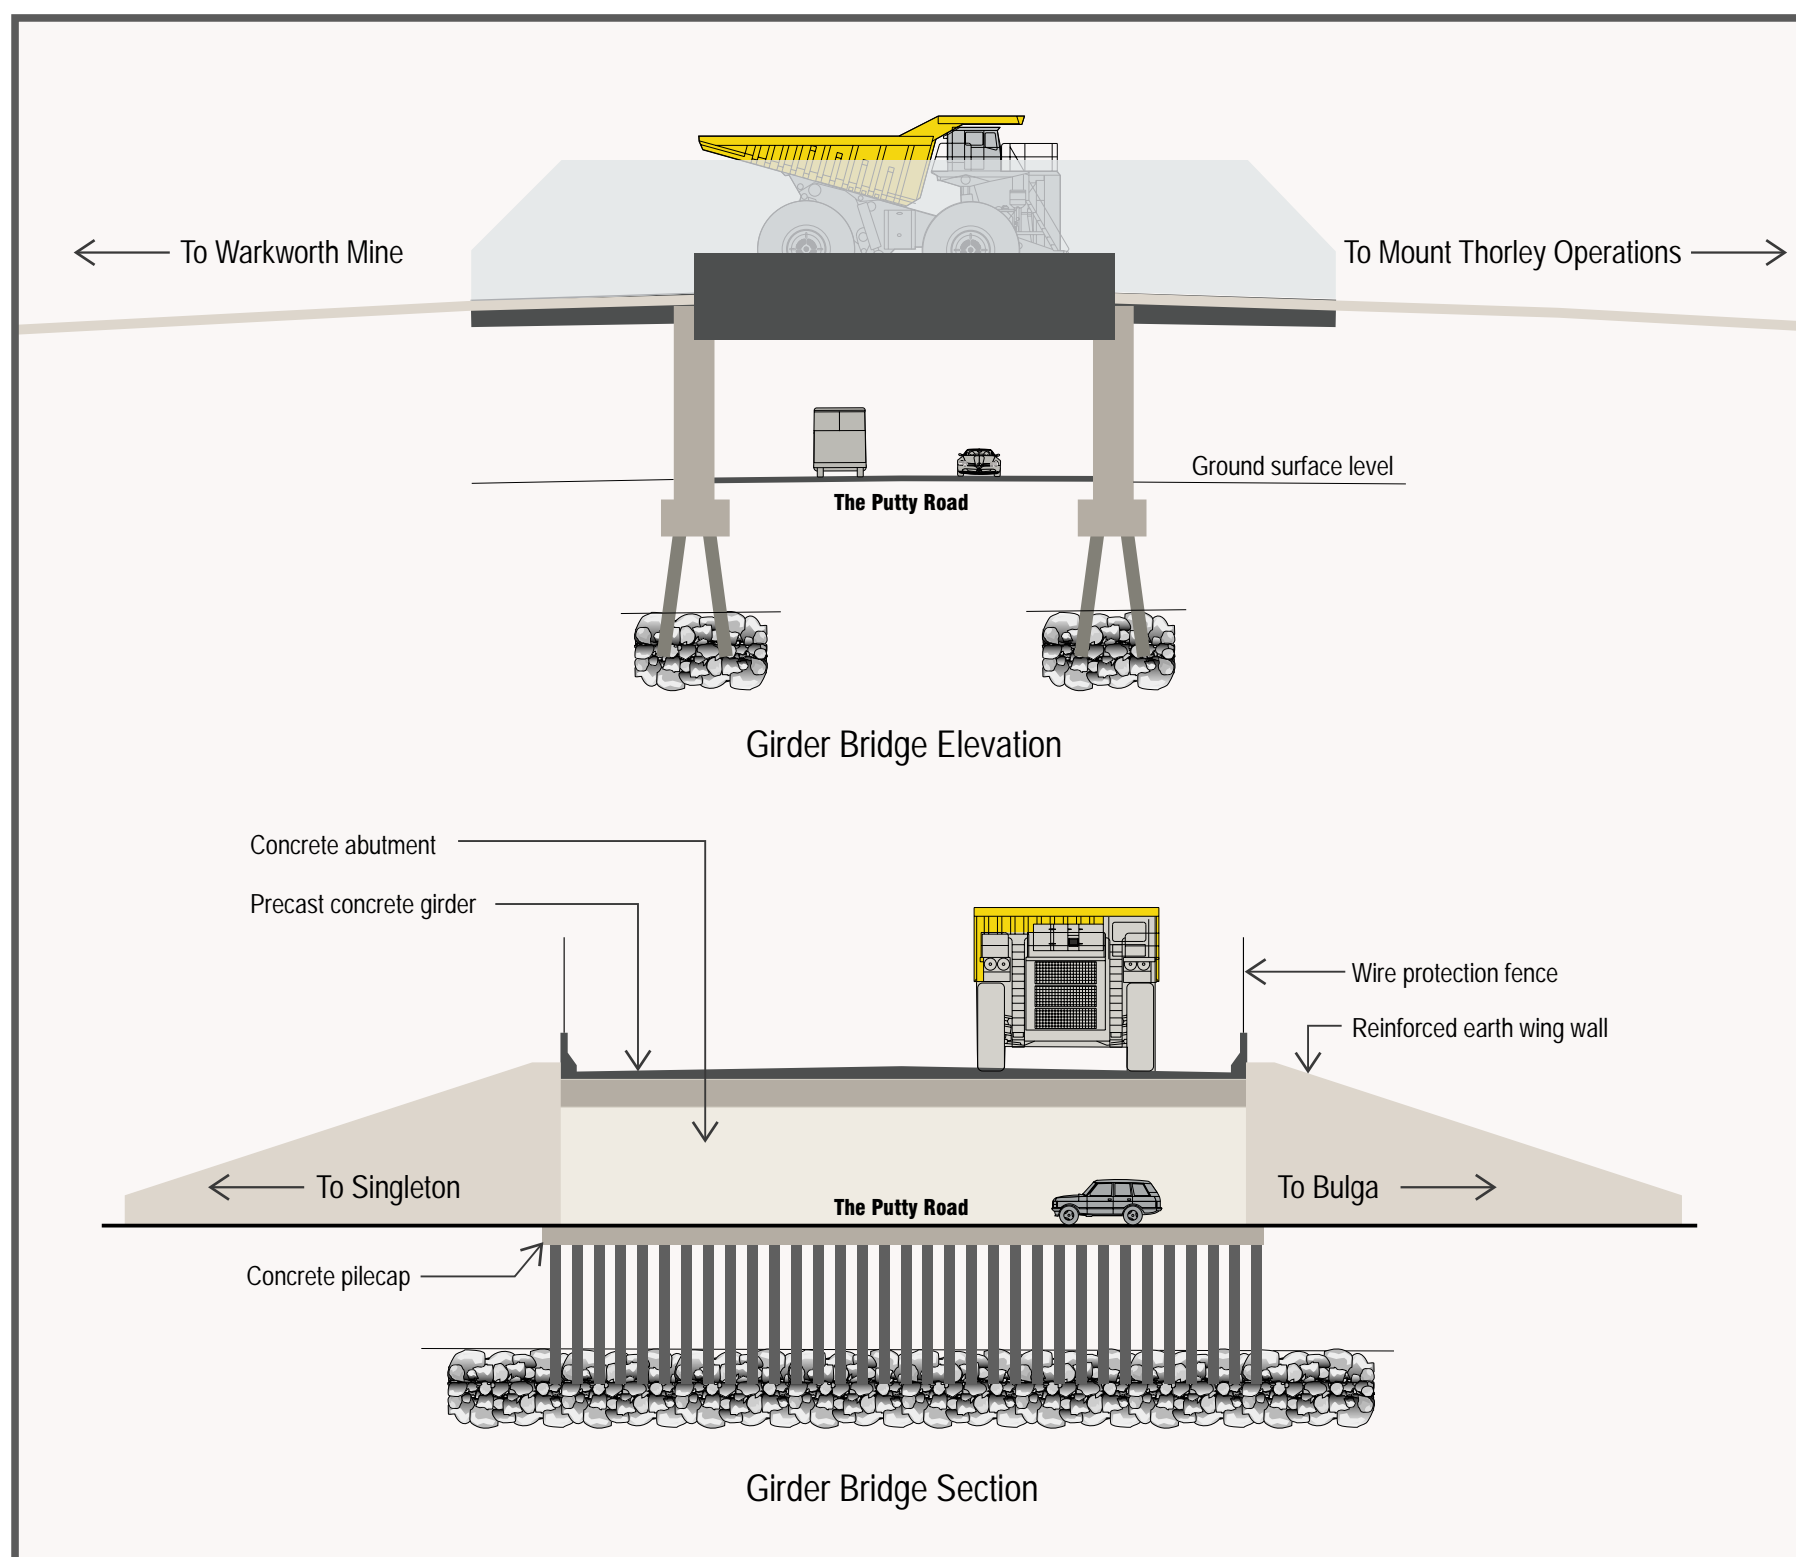 To Warkworth Mine
To Mount Thorley Operations
Ground surface level
The Putty Road
Girder Bridge Elevation
Concrete abutment
Precast concrete girder
Wire protection fence
Reinforced earth wing wall
To Singleton
The Putty Road
To Bulga
Concrete pilecap
Girder Bridge Section